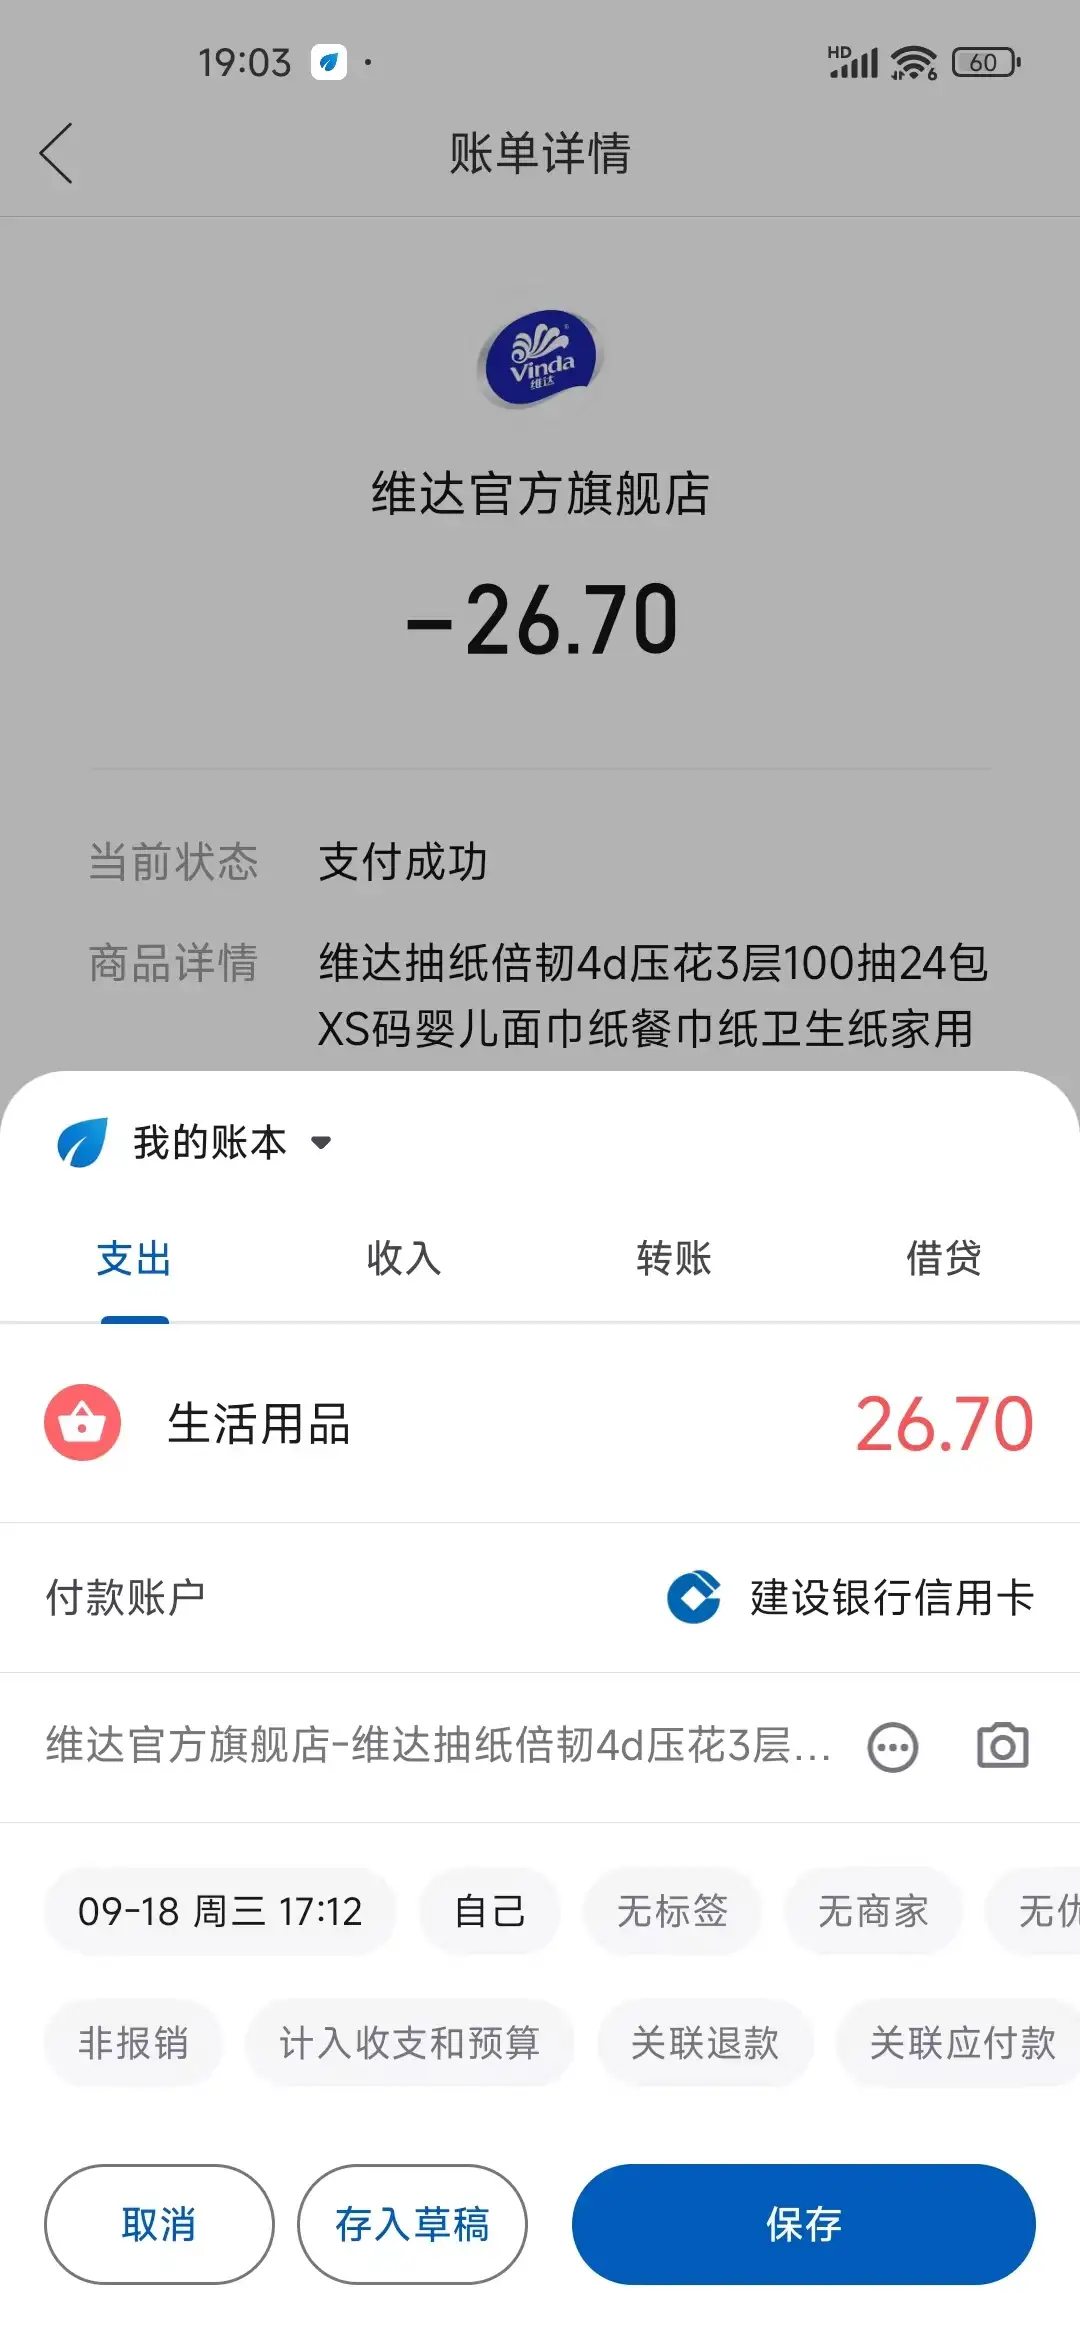 19:03
HD
6
60
账单详情
Vinda
维达
维达官方旗舰店
-26.70
当前状态 支付成功
商品详情 维达抽纸倍韧4d压花3层100抽24包
XS码婴儿面巾纸餐巾纸卫生纸家用
我的账本
支出 收入 转账 借贷
生活用品 26.70
付款账户 建设银行信用卡
维达官方旗舰店-维达抽纸倍韧4d压花3层...
09-18 周三 17:12 自己 无标签 无商家 无优
非报销 计入收支和预算 关联退款 关联应付款
取消 存入草稿 保存